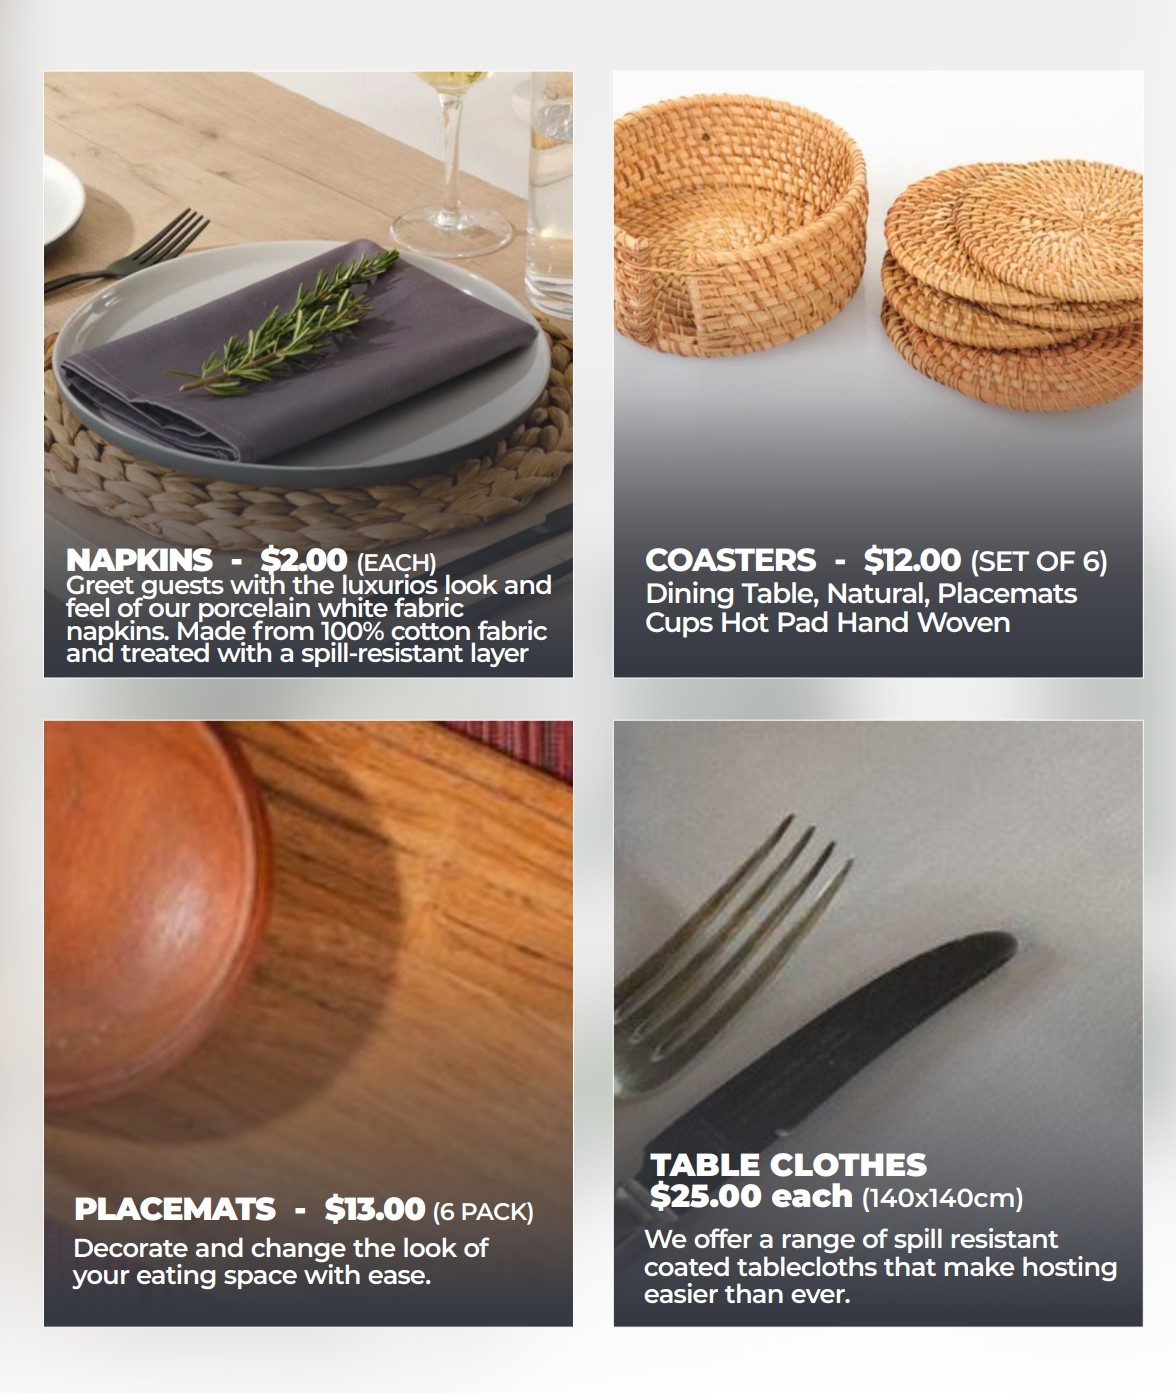 NAPKINS - $2.00 (EACH)
Greet guests with the luxurios look and
feel of our porcelain white fabric
napkins. Made from 100% cotton fabric
and treated with a spill-resistant layer
COASTERS - $12.00 (SET OF 6)
Dining Table, Natural, Placemats
Cups Hot Pad Hand Woven
PLACEMATS - $13.00 (6 PACK)
Decorate and change the look of
your eating space with ease.
TABLE CLOTHES
$25.00 each (140x140cm)
We offer a range of spill resistant
coated tablecloths that make hosting
easier than ever.